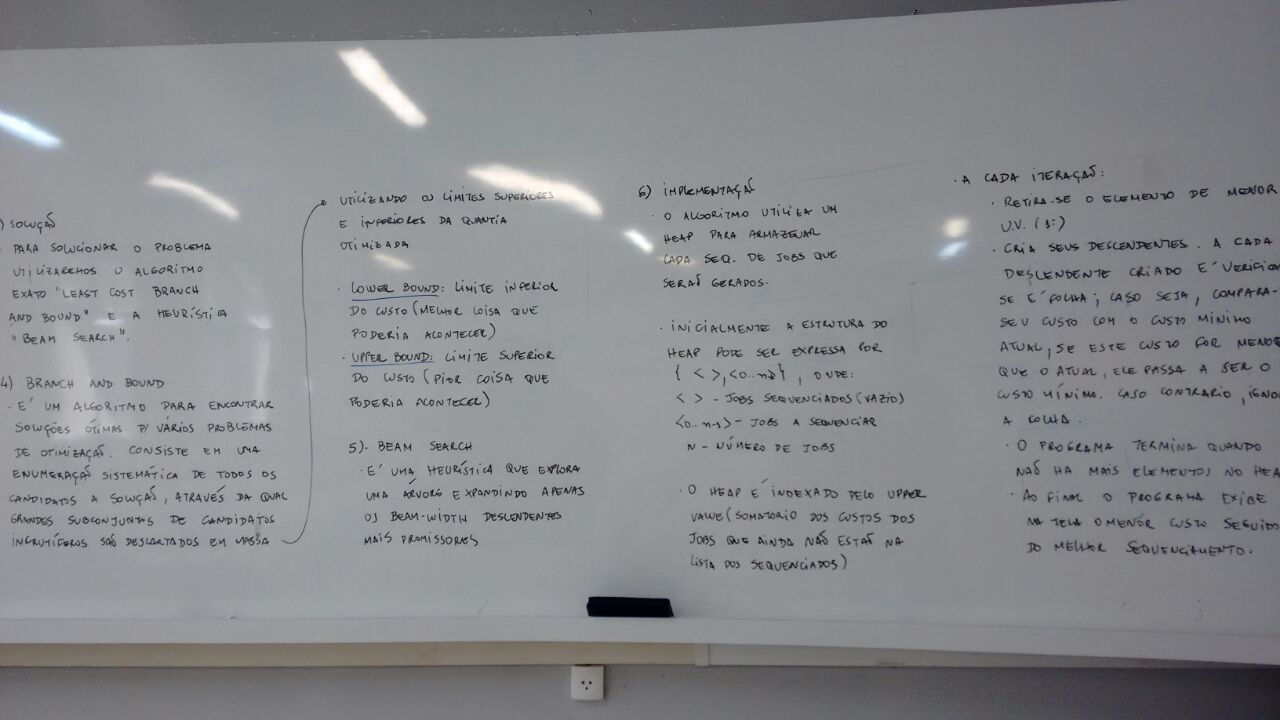 ) SOLUÇÃO
· PARA SOLUCIONAR O PROBLEMA
UTILIZAREMOS O ALGORITMO
EXATO "LEAST COST BRANCH
AND BOUND" E A HEURÍSTICA
"BEAM SEARCH".
4) BRANCH AND BOUND
· E' UM ALGORITMO PARA ENCONTRAR
SOLUÇÕES ÓTIMAS P/ VÁRIOS PROBLEMAS
DE OTIMIZAÇÃO. CONSISTE EM UMA
ENUMERAÇÃO SISTEMÁTICA DE TODOS OS
CANDIDATOS A SOLUÇÃO, ATRAVÉS DA QUAL
GRANDES SUBCONJUNTOS DE CANDIDATOS
INFRUTÍFEROS SÃO DESCARTADOS EM MASSA
UTILIZANDO OS LIMITES SUPERIORES
E INFERIORES DA QUANTIA
OTIMIZADA
· LOWER BOUND: LIMITE INFERIOR
DO CUSTO (MELHOR COISA QUE
PODERIA ACONTECER)
· UPPER BOUND: LIMITE SUPERIOR
DO CUSTO (PIOR COISA QUE
PODERIA ACONTECER)
5). BEAM SEARCH
· E' UMA HEURÍSTICA QUE EXPLORA
UMA ÁRVORE EXPANDINDO APENAS
OS BEAM-WIDTH DESCENDENTES
MAIS PROMISSORES
6) IMPLEMENTAÇÃO
· O ALGORITMO UTILIZA UM
HEAP PARA ARMAZENAR
CADA SEQ. DE JOBS QUE
SERÃO GERADOS.
· INICIALMENTE A ESTRUTURA DO
HEAP PODE SER EXPRESSA POR
{ < >, <0..n-1> }, ONDE:
< > - JOBS SEQUENCIADOS (VAZIO)
<0..n-1> - JOBS A SEQUENCIAR
N - NÚMERO DE JOBS
· O HEAP E' INDEXADO PELO UPPER
VALUE (SOMATORIO DOS CUSTOS DOS
JOBS QUE AINDA NÃO ESTÃO NA
LISTA DOS SEQUENCIADOS)
· A CADA ITERAÇÃO:
· RETIRA-SE O ELEMENTO DE MENOR
U.V. (1:)
· CRIA SEUS DESCENDENTES. A CADA
DESCENDENTE CRIADO E' VERIFICA
SE E' FOLHA; CASO SEJA, COMPARA-
SEU CUSTO COM O CUSTO MÍNIMO
ATUAL, SE ESTE CUSTO FOR MENOR
QUE O ATUAL, ELE PASSA A SER O
CUSTO MÍNIMO. CASO CONTRARIO, IGNO
A FOLHA.
· O PROGRAMA TERMINA QUANDO
NÃO HA MAIS ELEMENTOS NO HEA
· AO FINAL O PROGRAMA EXIBE
NA TELA O MENOR CUSTO SEGUIDO
DO MELHOR SEQUENCIAMENTO.